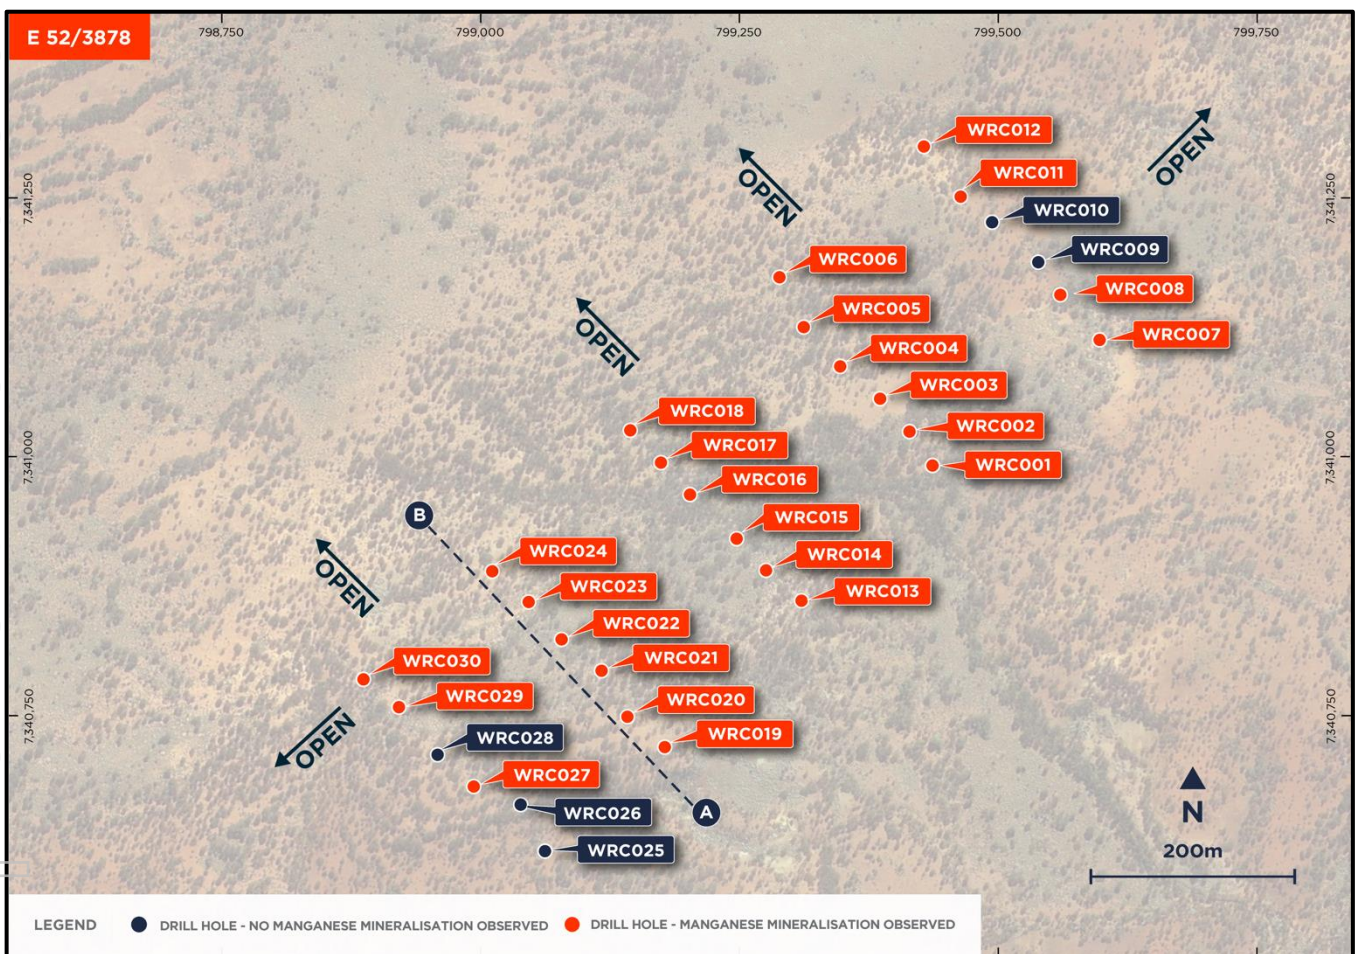 E 52/3878
798,750
799,000
799,250
799,500
799,750
WRC012
OPEN
WRC011
OPEN
7,341,250
7,341,250
WRC010
WRC009
WRC006
WRC008
WRC005
WRC007
OPEN
WRC004
WRC003
WRC018
WRC002
WRC017
7,341,000
7,341,000
WRC001
WRC016
B
WRC015
WRC024
WRC014
OPEN
WRC023
WRC013
WRC022
WRC030
WRC021
WRC029
WRC020
7,340,750
7,340,750
OPEN
WRC028
WRC019
WRC027
WRC026
A
N
WRC025
200m
LEGEND
DRILL HOLE - NO MANGANESE MINERALISATION OBSERVED
DRILL HOLE - MANGANESE MINERALISATION OBSERVED